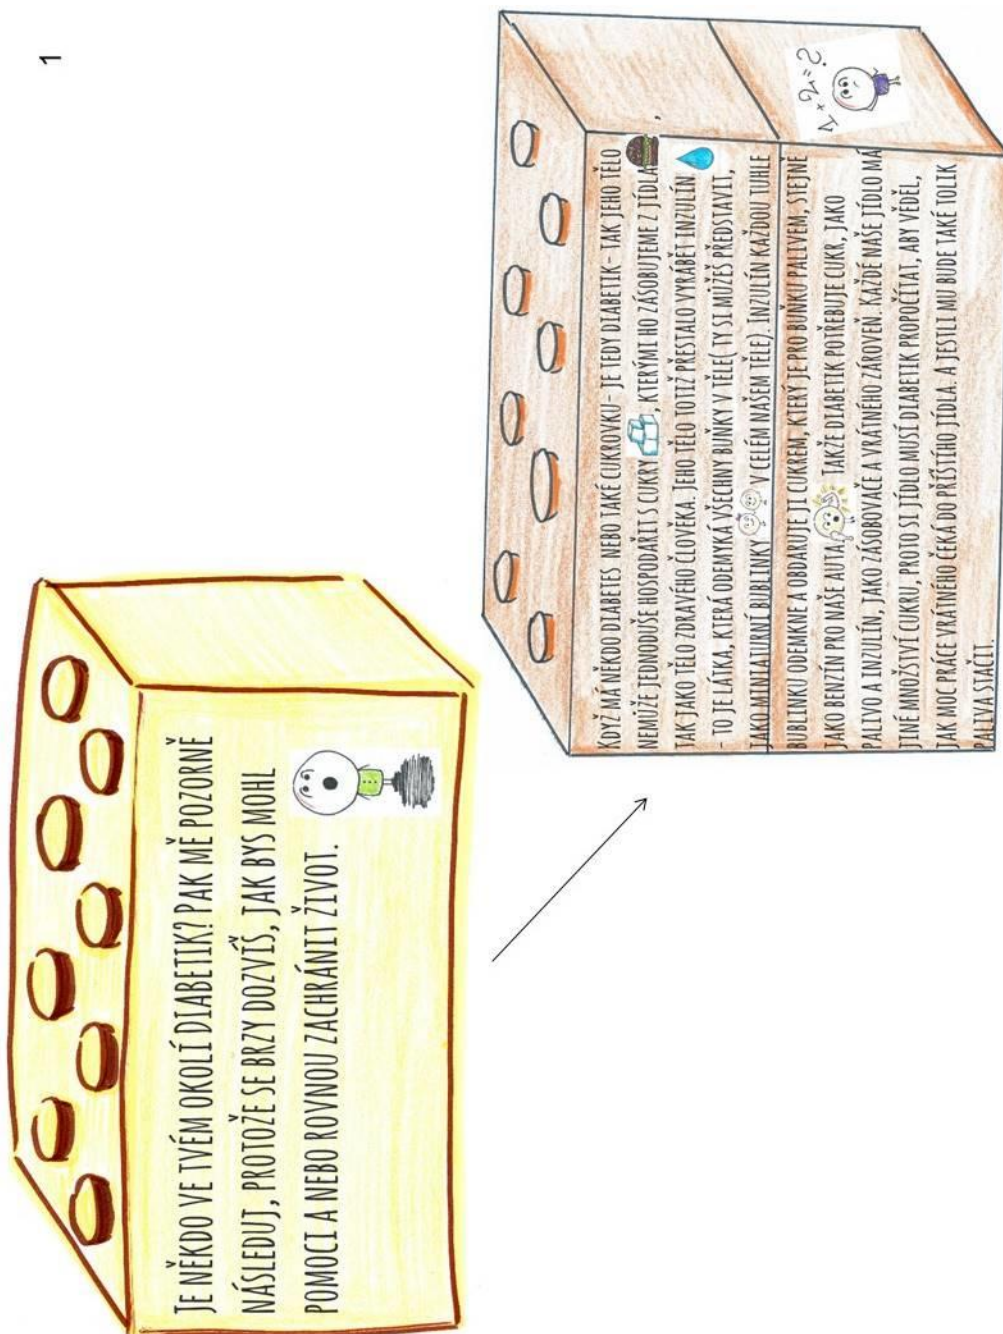 1
JE NĚKDO VE TVÉM OKOLÍ DIABETIK? PAK MĚ POZORNĚ
NÁSLEDUJ, PROTOŽE SE BRZY DOZVÍŠ, JAK BYS MOHL
POMOCI A NEBO ROVNOU ZACHRÁNIT ŽIVOT.
KDYŽ MÁ NĚKDO DIABETES NEBO TAKÉ CUKROVKU- JE TEDY DIABETIK- TAK JEHO TĚLO
NEMŮŽE JEDNODUŠE HOSPODAŘIT S CUKRY , KTERÝMI HO ZÁSOBUJEME Z JÍDLA ,
TAK JAKO TĚLO ZDRAVÉHO ČLOVĚKA. JEHO TĚLO TOTIŽ PŘESTALO VYRÁBĚT INZULÍN
- TO JE LÁTKA, KTERÁ ODEMYKÁ VŠECHNY BUŇKY V TĚLE( TY SI MŮŽEŠ PŘEDSTAVIT,
JAKO MINIATURNÍ BUBLINKY V CELÉM NAŠEM TĚLE). INZULÍN KAŽDOU TUHLE
BUBLINKU ODEMKNE A OBDARUJE JI CUKREM, KTERÝ JE PRO BUŇKU PALIVEM, STEJNĚ
JAKO BENZÍN PRO NAŠE AUTA. TAKŽE DIABETIK POTŘEBUJE CUKR, JAKO
PALIVO A INZULÍN, JAKO ZÁSOBOVAČE A VRÁTNÉHO ZÁROVEŇ. KAŽDÉ NAŠE JÍDLO MÁ
JINÉ MNOŽSTVÍ CUKRU, PROTO SI JÍDLO MUSÍ DIABETIK PROPOČÍTAT, ABY VĚDĚL,
JAK MOC PRÁCE VRÁTNÉHO ČEKÁ DO PŘÍŠTÍHO JÍDLA. A JESTLI MU BUDE TAKÉ TOLIK
PALIVA STAČIT.
1+2=?